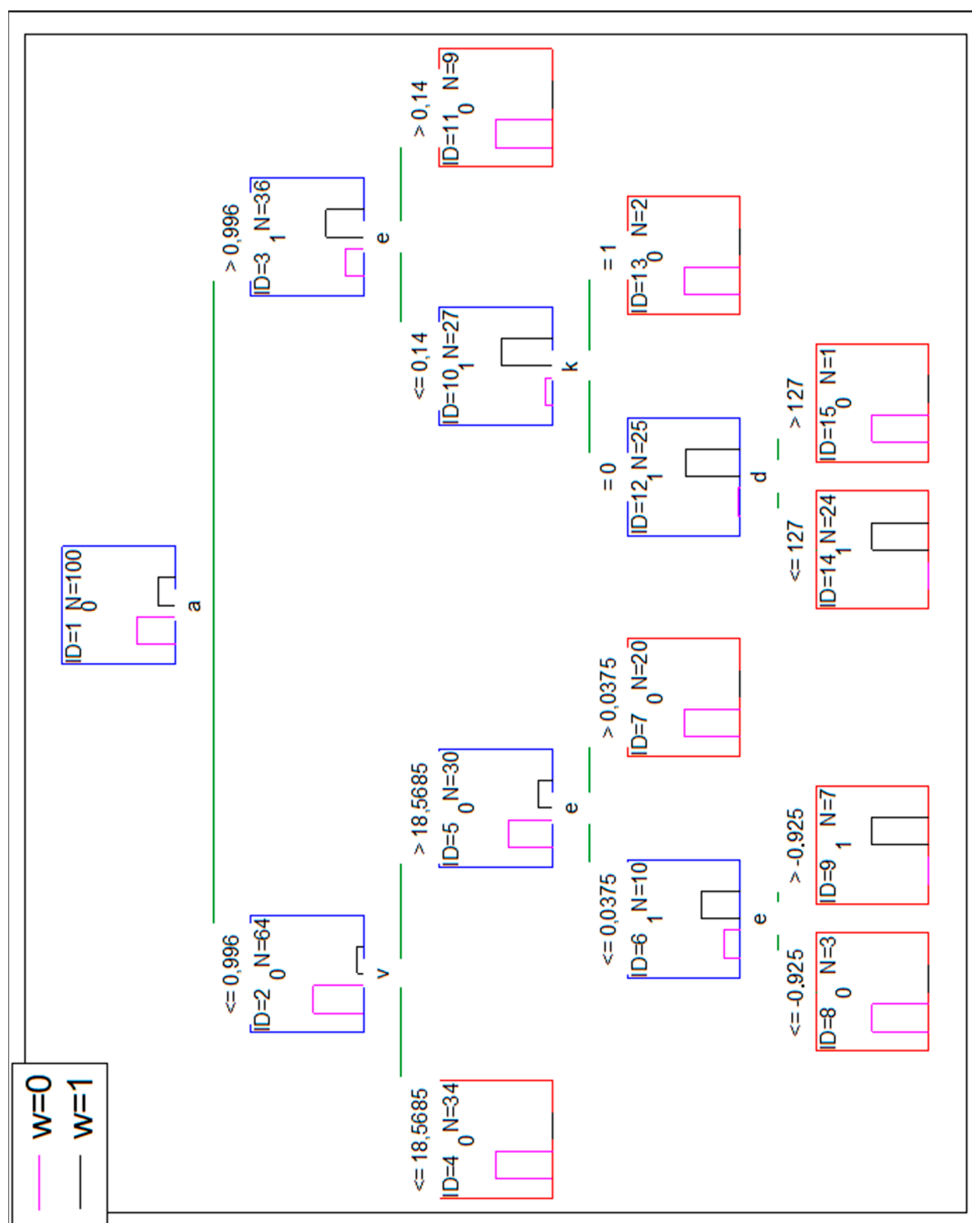 w=0
w=1
ID=1 N=100
0
a
<= 0,996
> 0,996
ID=2 N=64
0
v
ID=3 N=36
1
e
<= 18,5685
> 18,5685
<= 0,14
> 0,14
ID=4 N=34
0
ID=5 N=30
0
e
ID=10 N=27
1
k
ID=11 N=9
0
<= 0,0375
> 0,0375
= 0
= 1
ID=6 N=10
1
e
ID=7 N=20
0
ID=12 N=25
1
d
ID=13 N=2
0
<= -0,925
> -0,925
<= 127
> 127
ID=8 N=3
0
ID=9 N=7
1
ID=14 N=24
1
ID=15 N=1
0